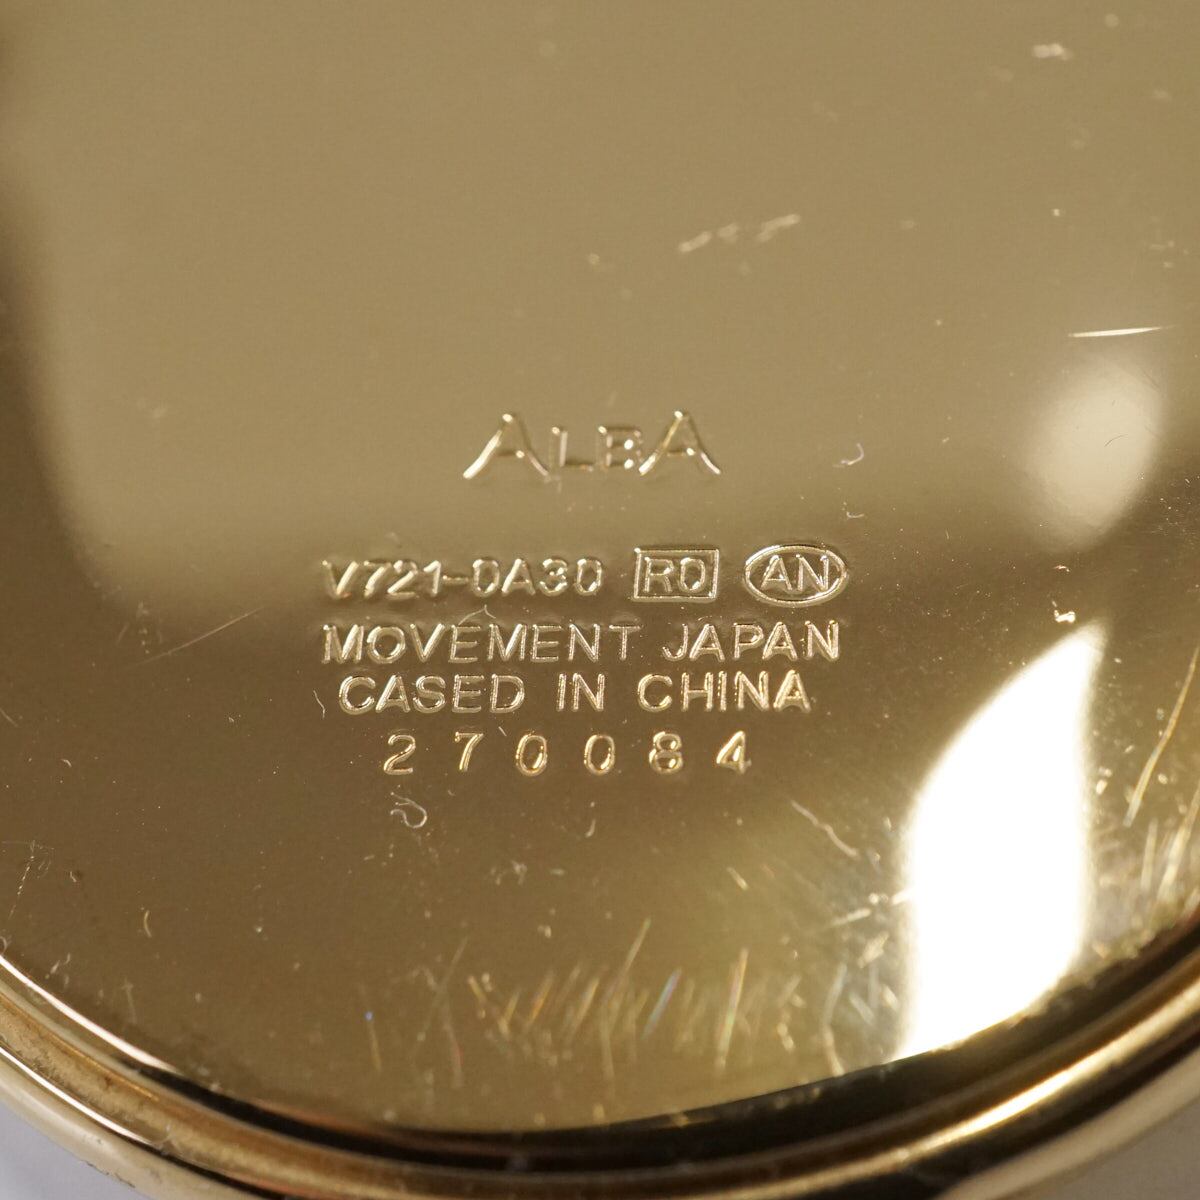 ALBA
V721-0A30 RO AN
MOVEMENT JAPAN
CASED IN CHINA
270084